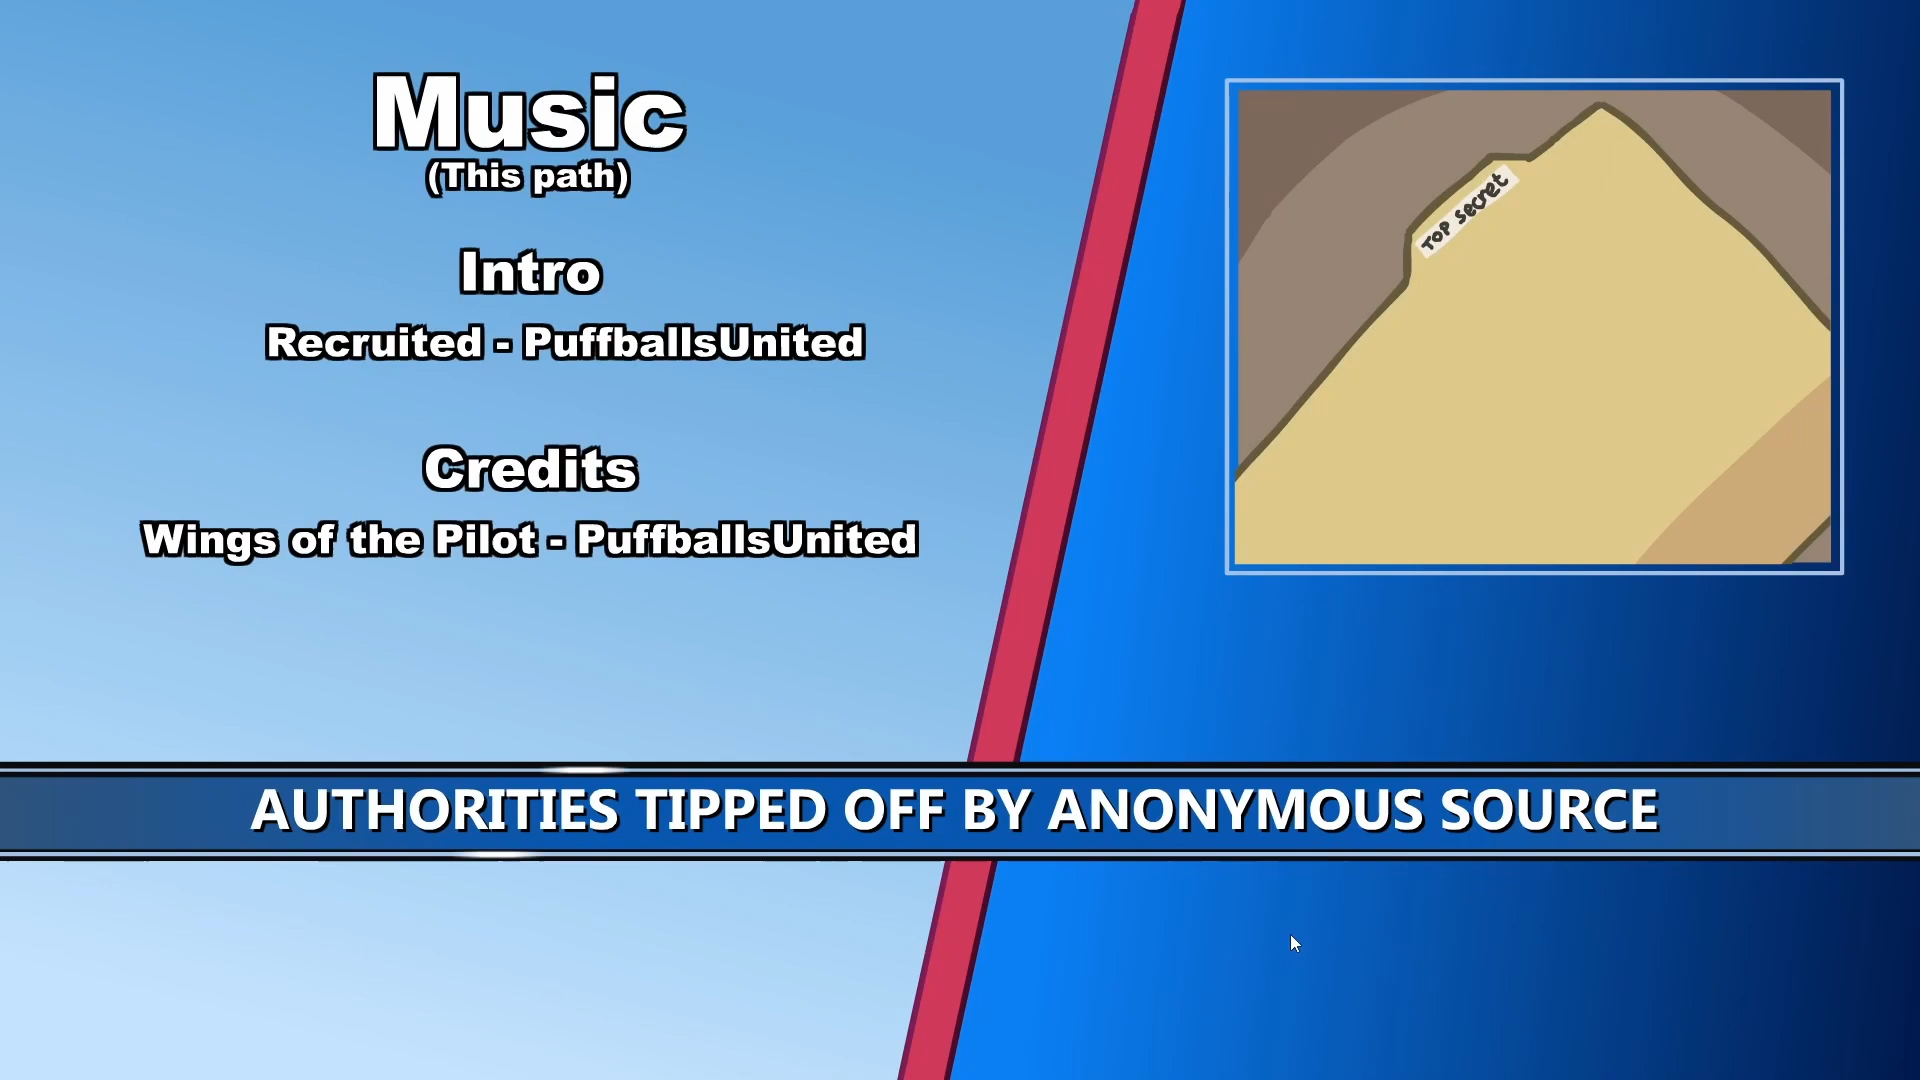 Music
(This path)
Intro
Recruited - PuffballsUnited
Credits
Wings of the Pilot - PuffballsUnited
TOP secret
AUTHORITIES TIPPED OFF BY ANONYMOUS SOURCE